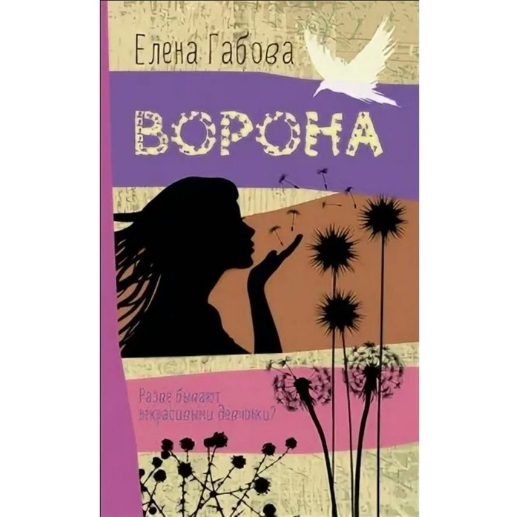 Елена Габова
ВОРОНА
Разве бывают
некрасивыми девчонки?